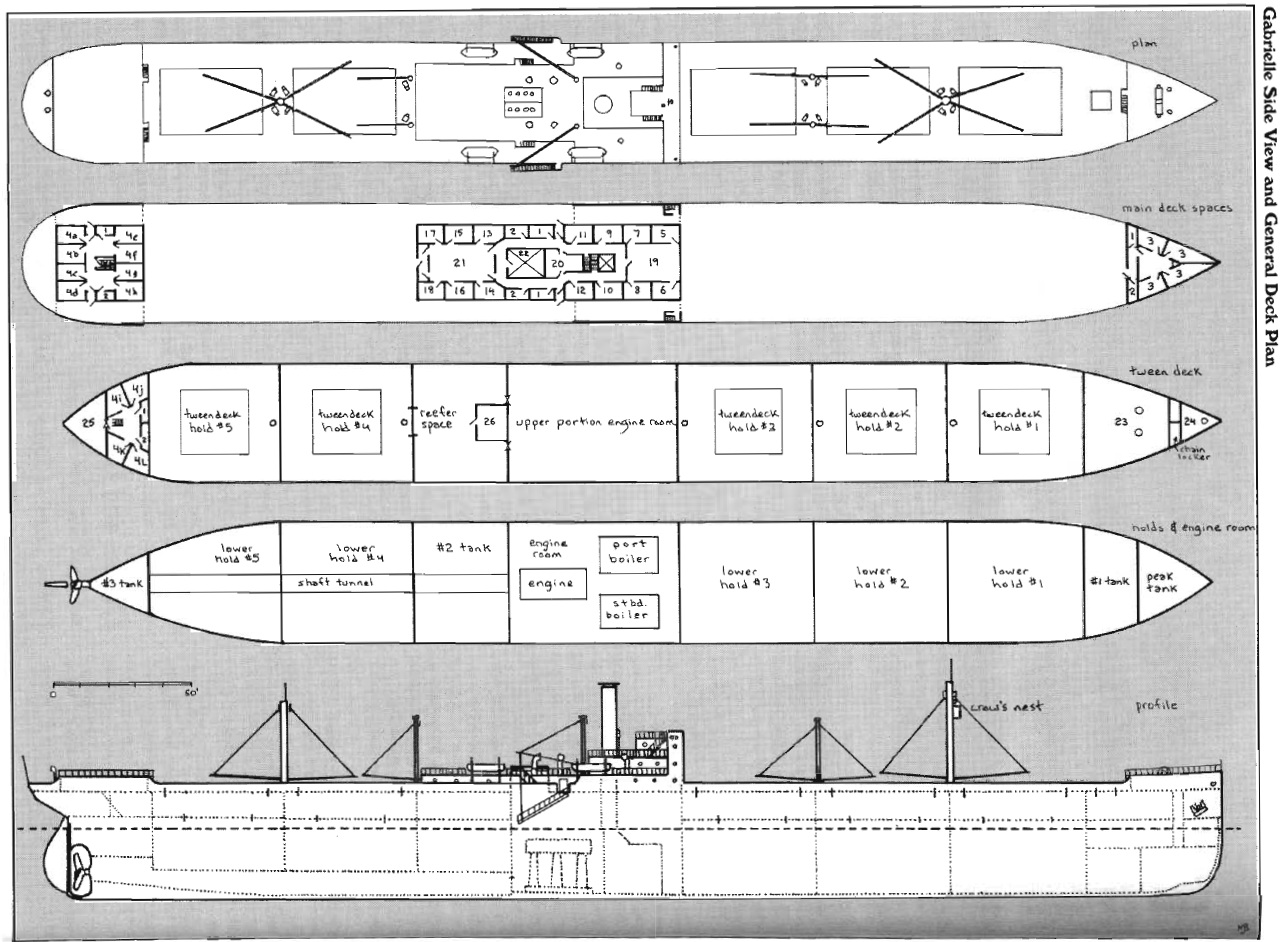 Gabrielle Side View and General Deck Plan
plan
main deck spaces
4a 1 4e
4b 4f
4c 4g
4d 2 4h
17 15 13 2 1 11 9 7 5
21 22 20 19
18 16 14 2 1 12 10 8 6
1 3 3
2 3 3
tween deck
4i 4j
25
1
2
4k 4L
tweendeck
hold #5
tweendeck
hold #4
reefer
space
26
upper portion engine room
tweendeck
hold #3
tweendeck
hold #2
tweendeck
hold #1
23
24
chain
locker
holds & engine room
#3 tank
lower
hold #5
lower
hold #4
shaft tunnel
#2 tank
engine
room
engine
port
boiler
stbd.
boiler
lower
hold #3
lower
hold #2
lower
hold #1
#1 tank
peak
tank
0
50'
crow's nest
profile